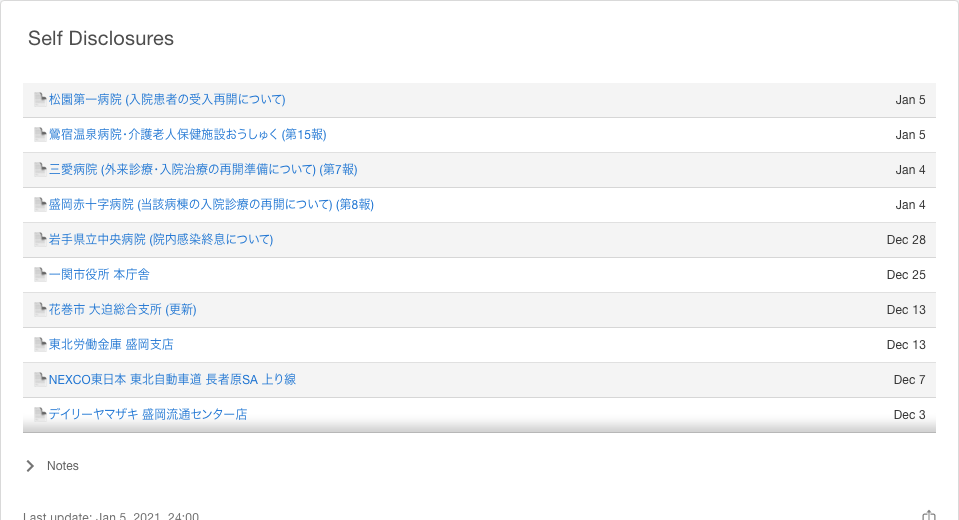 Self Disclosures
松園第一病院 (入院患者の受入再開について) Jan 5
鶯宿温泉病院･介護老人保健施設おうしゅく (第15報) Jan 5
三愛病院 (外来診療･入院治療の再開準備について) (第7報) Jan 4
盛岡赤十字病院 (当該病棟の入院診療の再開について) (第8報) Jan 4
岩手県立中央病院 (院内感染終息について) Dec 28
一関市役所 本庁舎 Dec 25
花巻市 大迫総合支所 (更新) Dec 13
東北労働金庫 盛岡支店 Dec 13
NEXCO東日本 東北自動車道 長者原SA 上り線 Dec 7
デイリーヤマザキ 盛岡流通センター店 Dec 3
Notes
Last update: Jan 5, 2021, 24:00